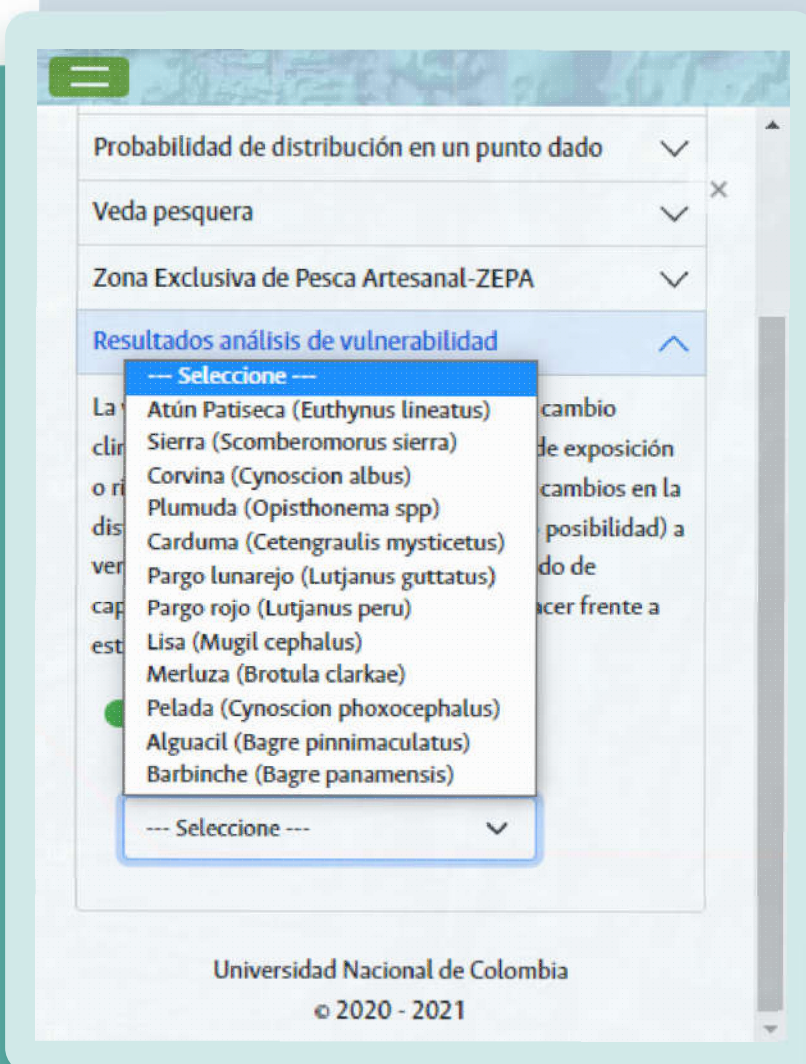 Probabilidad de distribución en un punto dado
Veda pesquera
Zona Exclusiva de Pesca Artesanal-ZEPA
Resultados análisis de vulnerabilidad
--- Seleccione ---
La
Atún Patiseca (Euthynus lineatus)
cambio
Sierra (Scomberomorus sierra)
de exposición
o
Corvina (Cynoscion albus)
cambios en la
Plumuda (Opisthonema spp)
posibilidad) a
Carduma (Cetengraulis mysticetus)
Pargo lunarejo (Lutjanus guttatus)
Pargo rojo (Lutjanus peru)
Lisa (Mugil cephalus)
frente a
Merluza (Brotula clarkae)
Pelada (Cynoscion phoxocephalus)
Alguacil (Bagre pinnimaculatus)
Barbinche (Bagre panamensis)
--- Seleccione ---
Universidad Nacional de Colombia
© 2020 - 2021